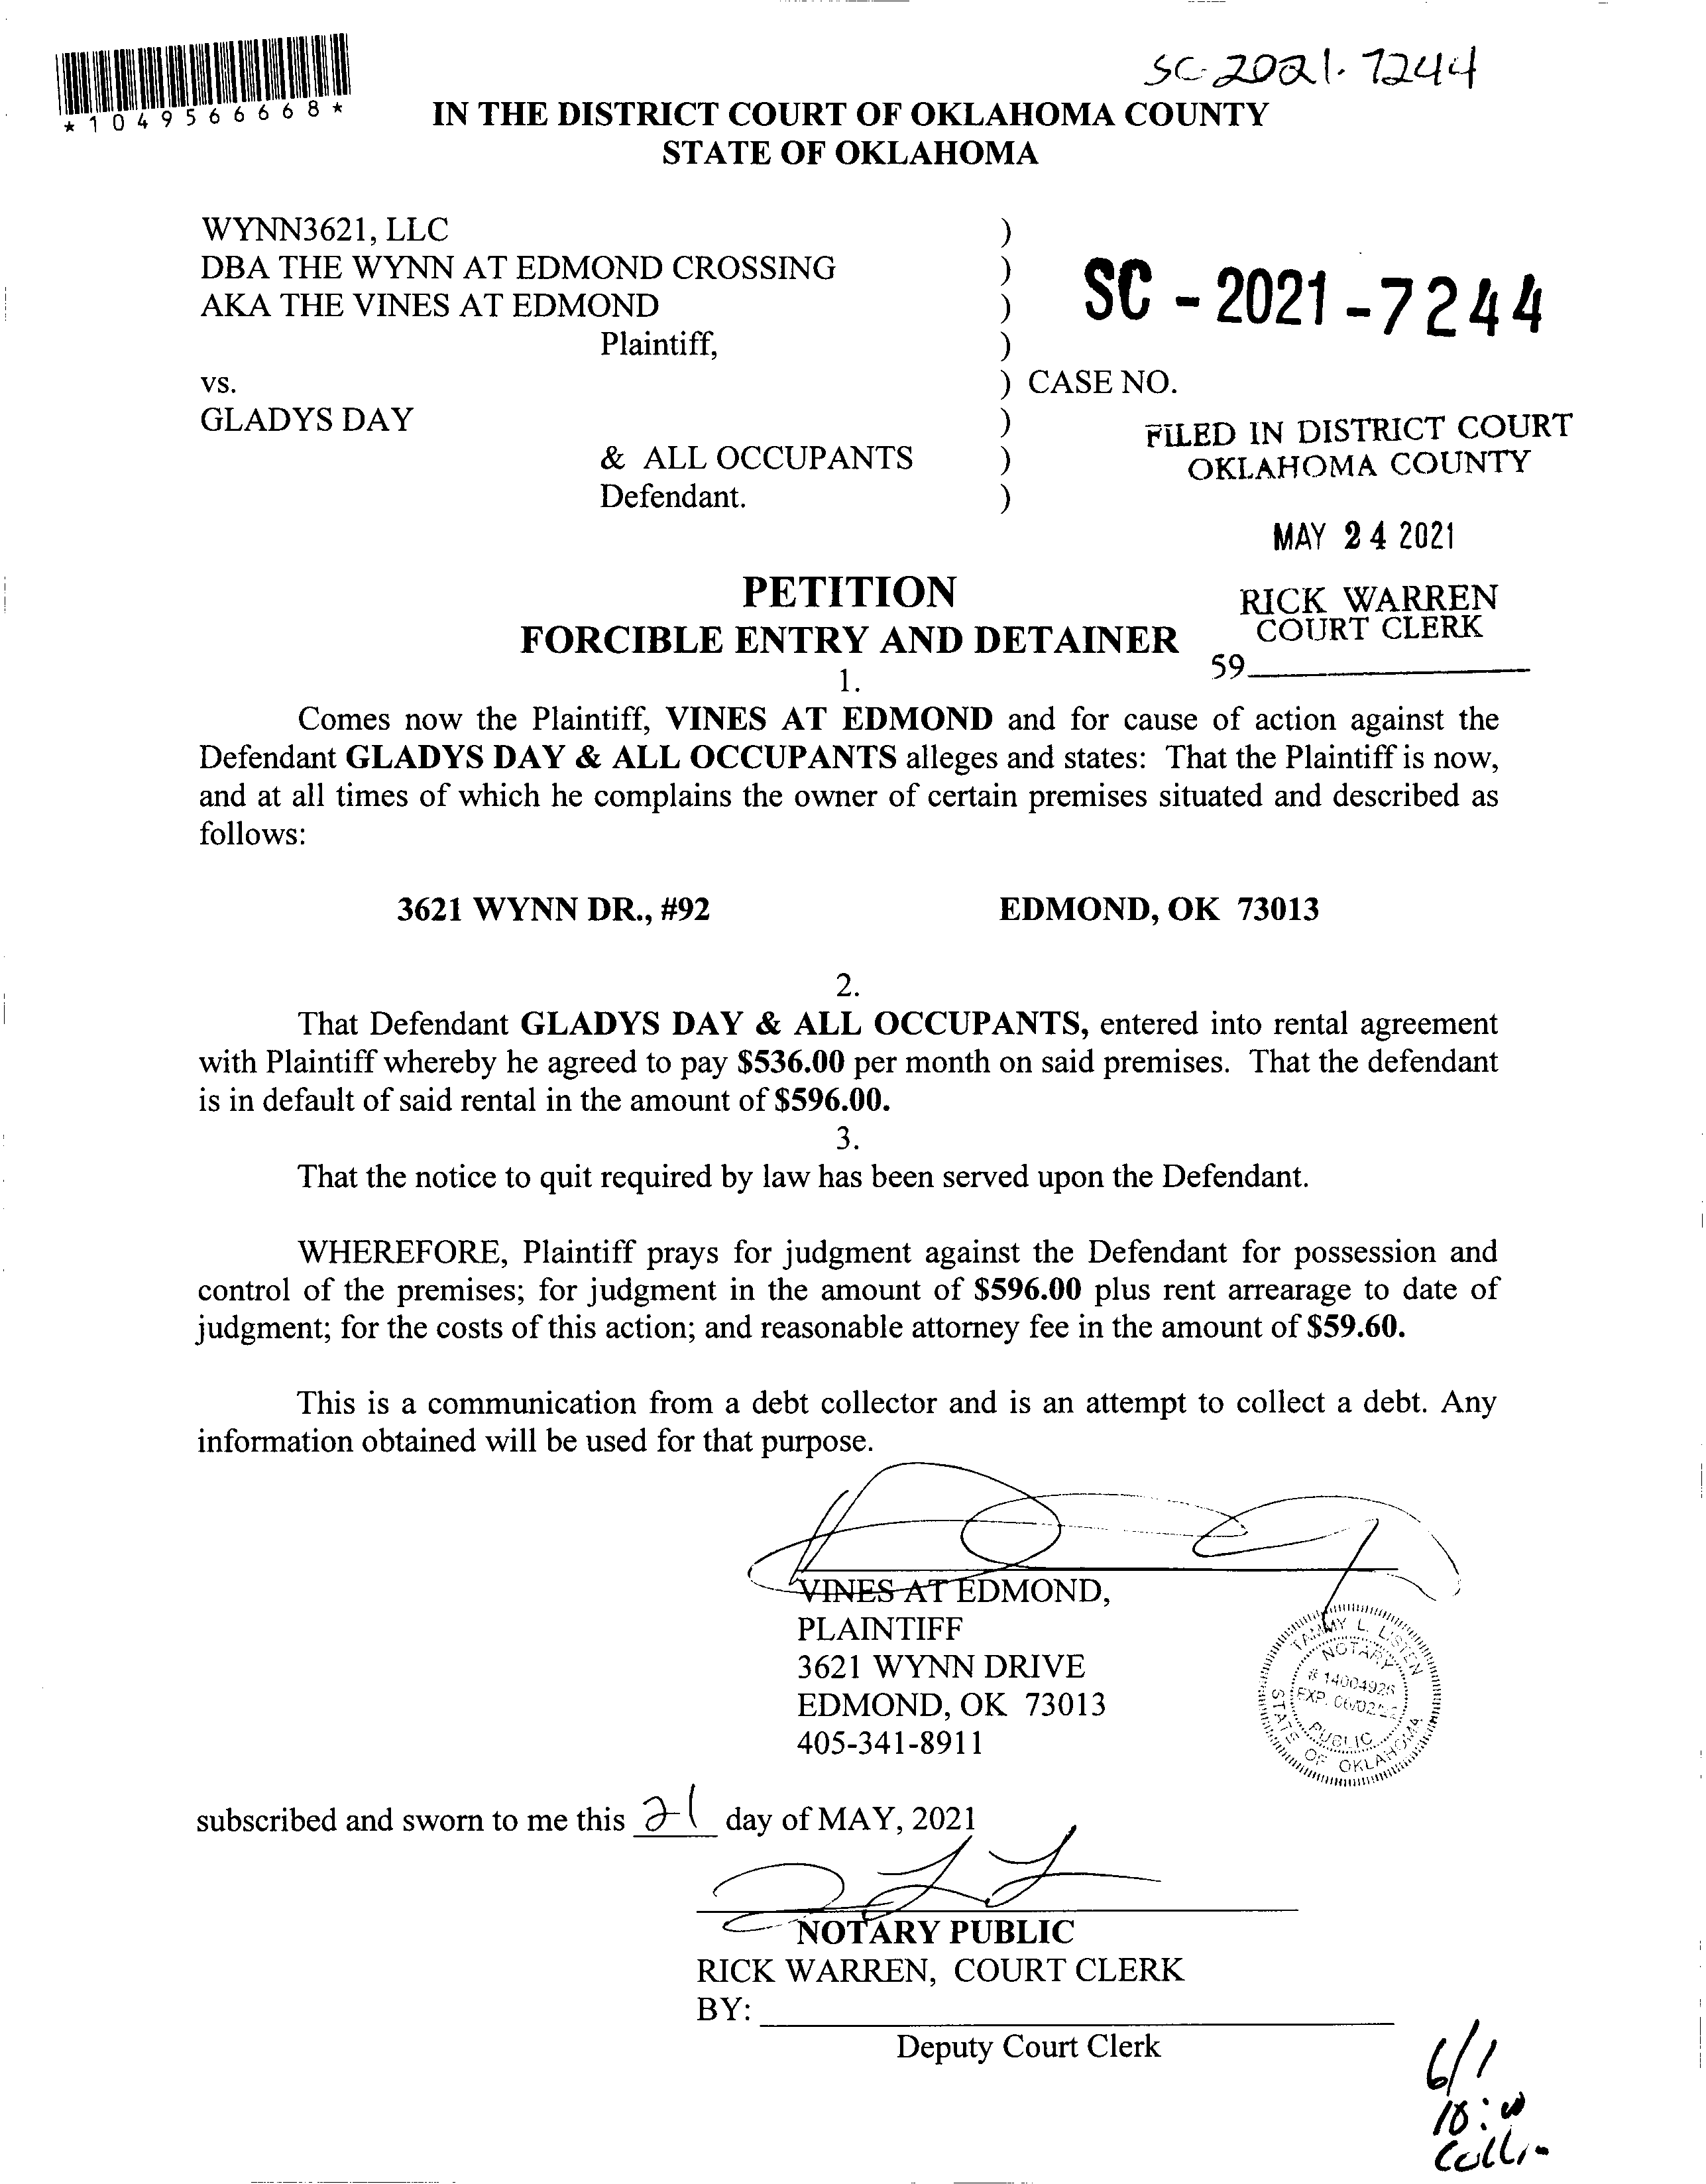 SC-2021-7244
*1049566668*
IN THE DISTRICT COURT OF OKLAHOMA COUNTY
STATE OF OKLAHOMA
WYNN3621, LLC )
DBA THE WYNN AT EDMOND CROSSING )
AKA THE VINES AT EDMOND )
SC - 2021 - 7244
Plaintiff, )
vs. ) CASE NO.
GLADYS DAY )
& ALL OCCUPANTS )
Defendant. )
FILED IN DISTRICT COURT
OKLAHOMA COUNTY
MAY 24 2021
RICK WARREN
COURT CLERK
59
PETITION
FORCIBLE ENTRY AND DETAINER
1.
Comes now the Plaintiff, VINES AT EDMOND and for cause of action against the
Defendant GLADYS DAY & ALL OCCUPANTS alleges and states: That the Plaintiff is now,
and at all times of which he complains the owner of certain premises situated and described as
follows:
3621 WYNN DR., #92 EDMOND, OK 73013
2.
That Defendant GLADYS DAY & ALL OCCUPANTS, entered into rental agreement
with Plaintiff whereby he agreed to pay $536.00 per month on said premises. That the defendant
is in default of said rental in the amount of $596.00.
3.
That the notice to quit required by law has been served upon the Defendant.
WHEREFORE, Plaintiff prays for judgment against the Defendant for possession and
control of the premises; for judgment in the amount of $596.00 plus rent arrearage to date of
judgment; for the costs of this action; and reasonable attorney fee in the amount of $59.60.
This is a communication from a debt collector and is an attempt to collect a debt. Any
information obtained will be used for that purpose.
VINES AT EDMOND,
PLAINTIFF
3621 WYNN DRIVE
EDMOND, OK 73013
405-341-8911
TAMMY L. LISTEN
NOTARY
# 14004926
EXP. 06/02
PUBLIC
STATE OF OKLAHOMA
subscribed and sworn to me this 21 day of MAY, 2021
NOTARY PUBLIC
RICK WARREN, COURT CLERK
BY:
Deputy Court Clerk
6/1